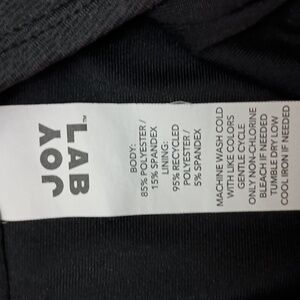 JOY
LAB™
BODY:
85% POLYESTER /
15% SPANDEX
LINING:
95% RECYCLED
POLYESTER /
5% SPANDEX
MACHINE WASH COLD
WITH LIKE COLORS
GENTLE CYCLE
ONLY NON-CHLORINE
BLEACH IF NEEDED
TUMBLE DRY LOW
COOL IRON IF NEEDED